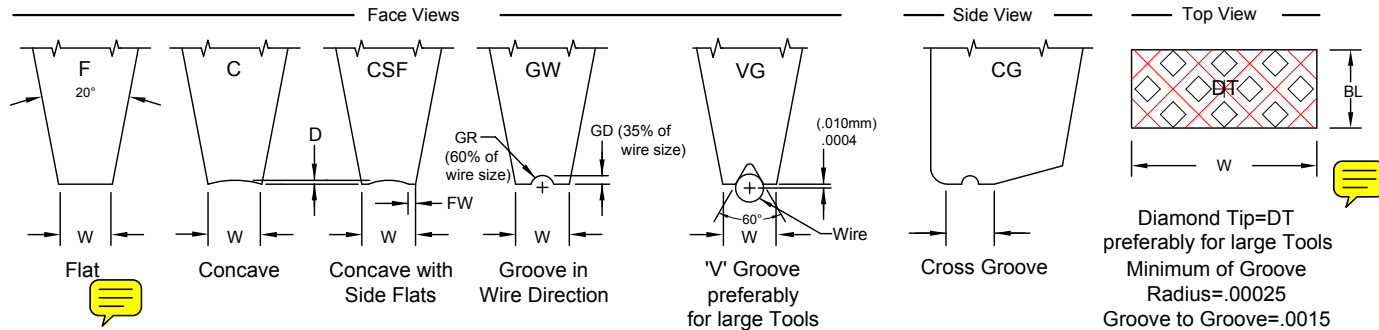 Face Views
Side View
Top View
F
20°
C
CSF
GW
VG
CG
DT
BL
D
GR
(60% of
wire size)
GD (35% of
wire size)
(.010mm)
.0004
FW
60°
Wire
W
W
W
W
W
W
Flat
Concave
Concave with
Side Flats
Groove in
Wire Direction
'V' Groove
preferably
for large Tools
Cross Groove
Diamond Tip=DT
preferably for large Tools
Minimum of Groove
Radius=.00025
Groove to Groove=.0015